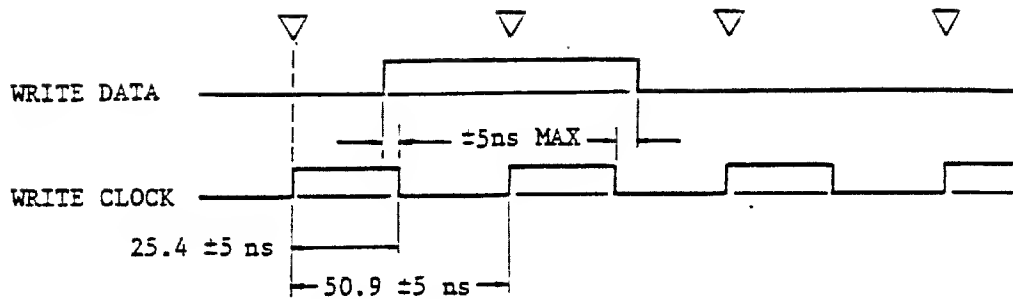 WRITE DATA
±5ns MAX
WRITE CLOCK
25.4 ±5 ns
50.9 ±5 ns